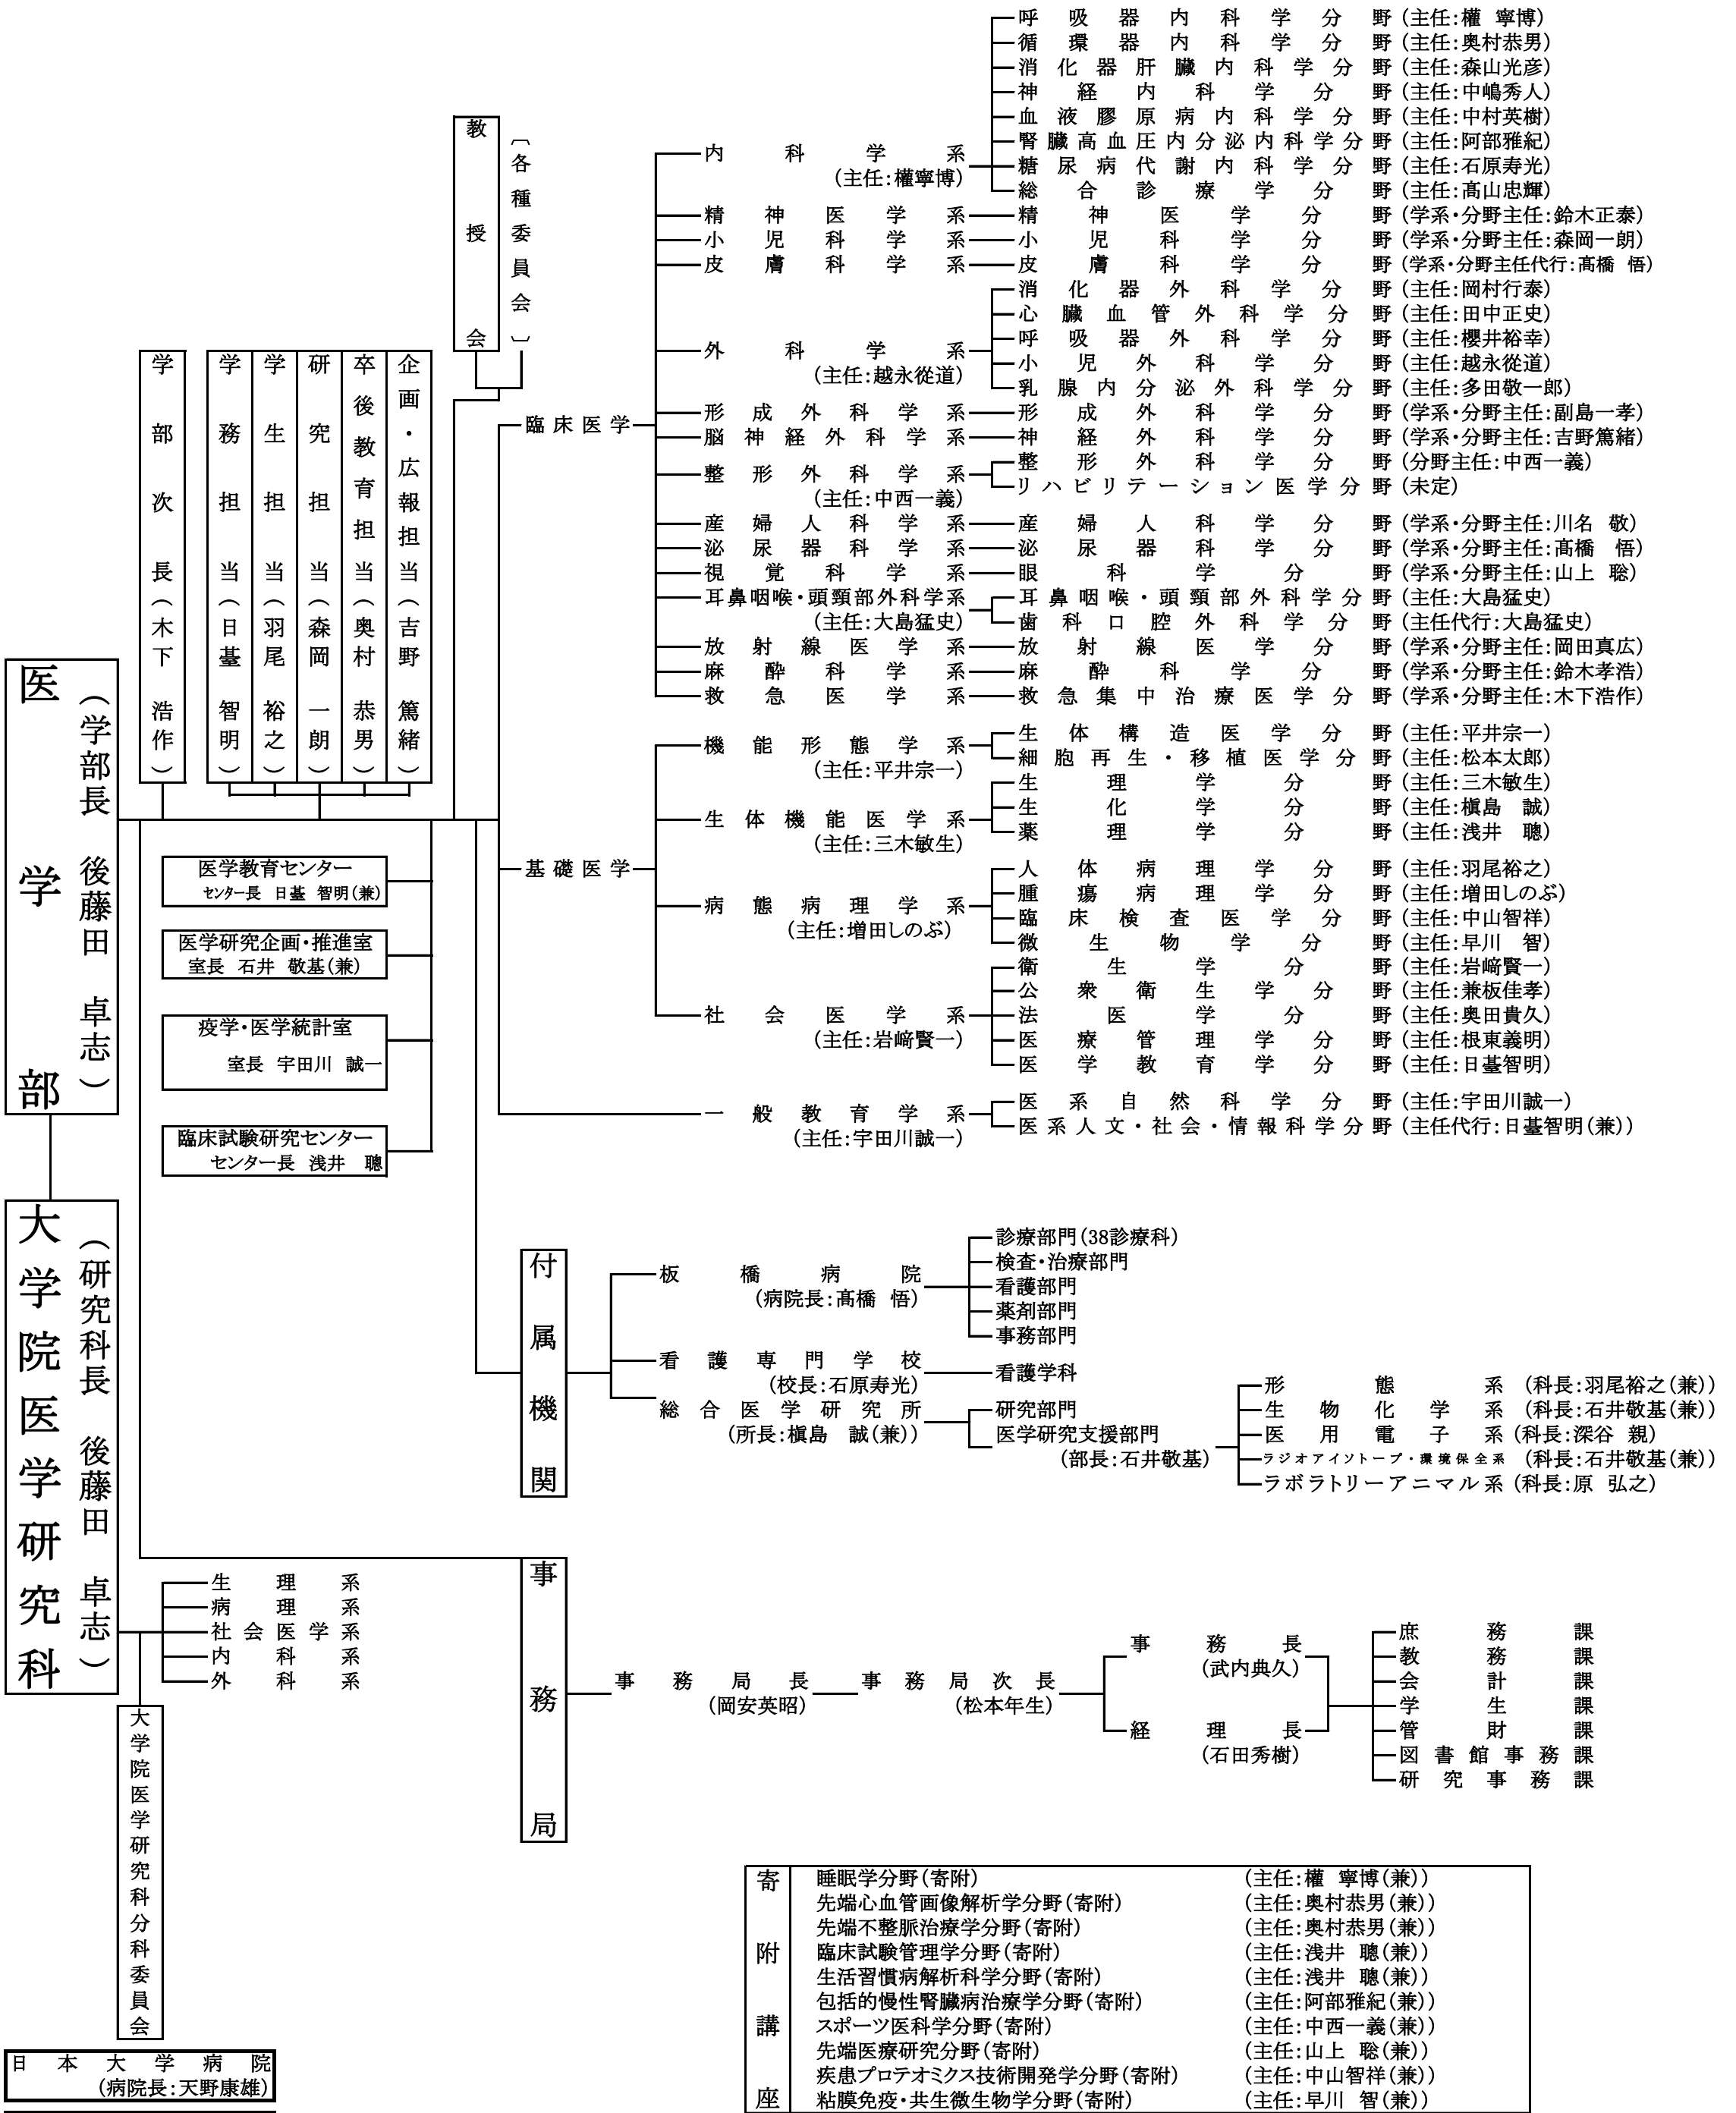 医学部
(学部長 後藤田 卓志)
大学院医学研究科
(研究科長 後藤田 卓志)
学部次長(木下 浩作)
学務担当(日䑓 智明)
学生担当(羽尾 裕之)
研究担当(森岡 一朗)
卒後教育担当(奥村 恭男)
企画・広報担当(吉野 篤緒)
教授会
〔各種委員会〕
医学教育センター
センター長 日䑓 智明(兼)
医学研究企画・推進室
室長 石井 敬基(兼)
疫学・医学統計室
室長 宇田川 誠一
臨床試験研究センター
センター長 浅井 聰
臨床医学
内科学系
(主任:權寧博)
呼吸器内科学分野(主任:權 寧博)
循環器内科学分野(主任:奥村恭男)
消化器肝臓内科学分野(主任:森山光彦)
神経内科学分野(主任:中嶋秀人)
血液膠原病内科学分野(主任:中村英樹)
腎臓高血圧内分泌内科学分野(主任:阿部雅紀)
糖尿病代謝内科学分野(主任:石原寿光)
総合診療学分野(主任:髙山忠輝)
精神医学系 精神医学分野(学系・分野主任:鈴木正泰)
小児科学系 小児科学分野(学系・分野主任:森岡一朗)
皮膚科学系 皮膚科学分野(学系・分野主任代行:髙橋 悟)
外科学系
(主任:越永從道)
消化器外科学分野(主任:岡村行泰)
心臓血管外科学分野(主任:田中正史)
呼吸器外科学分野(主任:櫻井裕幸)
小児外科学分野(主任:越永從道)
乳腺内分泌外科学分野(主任:多田敬一郎)
形成外科学系 形成外科学分野(学系・分野主任:副島一孝)
脳神経外科学系 神経外科学分野(学系・分野主任:吉野篤緒)
整形外科学系
(主任:中西一義)
整形外科学分野(分野主任:中西一義)
リハビリテーション医学分野(未定)
産婦人科学系 産婦人科学分野(学系・分野主任:川名 敬)
泌尿器科学系 泌尿器科学分野(学系・分野主任:髙橋 悟)
視覚科学系 眼科学分野(学系・分野主任:山上 聡)
耳鼻咽喉・頭頸部外科学系
(主任:大島猛史)
耳鼻咽喉・頭頸部外科学分野(主任:大島猛史)
歯科口腔外科学分野(主任代行:大島猛史)
放射線医学系 放射線医学分野(学系・分野主任:岡田真広)
麻酔科学系 麻酔科学分野(学系・分野主任:鈴木孝浩)
救急医学系 救急集中治療医学分野(学系・分野主任:木下浩作)
基礎医学
機能形態学系
(主任:平井宗一)
生体構造医学分野(主任:平井宗一)
細胞再生・移植医学分野(主任:松本太郎)
生体機能医学系
(主任:三木敏生)
生理学分野(主任:三木敏生)
生化学分野(主任:槇島 誠)
薬理学分野(主任:浅井 聰)
病態病理学系
(主任:増田しのぶ)
人体病理学分野(主任:羽尾裕之)
腫瘍病理学分野(主任:増田しのぶ)
臨床検査医学分野(主任:中山智祥)
微生物学分野(主任:早川 智)
社会医学系
(主任:岩﨑賢一)
衛生学分野(主任:岩﨑賢一)
公衆衛生学分野(主任:兼板佳孝)
法医学分野(主任:奥田貴久)
医療管理学分野(主任:根東義明)
医学教育学分野(主任:日䑓智明)
一般教育学系
(主任:宇田川誠一)
医系自然科学分野(主任:宇田川誠一)
医系人文・社会・情報科学分野(主任代行:日䑓智明(兼))
付属機関
板橋病院
(病院長:髙橋 悟)
診療部門(38診療科)
検査・治療部門
看護部門
薬剤部門
事務部門
看護専門学校
(校長:石原寿光)
看護学科
総合医学研究所
(所長:槇島 誠(兼))
研究部門
医学研究支援部門
(部長:石井敬基)
形態系 (科長:羽尾裕之(兼))
生物化学系 (科長:石井敬基(兼))
医用電子系(科長:深谷 親)
ラジオアイソトープ・環境保全系 (科長:石井敬基(兼))
ラボラトリーアニマル系(科長:原 弘之)
生理系
病理系
社会医学系
内科系
外科系
大学院医学研究科分科委員会
事務局
事務局長
(岡安英昭)
事務局次長
(松本年生)
事務長
(武内典久)
経理長
(石田秀樹)
庶務課
教務課
会計課
学生課
管財課
図書館事務課
研究事務課
寄附講座
睡眠学分野(寄附) (主任:權 寧博(兼))
先端心血管画像解析学分野(寄附) (主任:奥村恭男(兼))
先端不整脈治療学分野(寄附) (主任:奥村恭男(兼))
臨床試験管理学分野(寄附) (主任:浅井 聰(兼))
生活習慣病解析科学分野(寄附) (主任:浅井 聰(兼))
包括的慢性腎臓病治療学分野(寄附) (主任:阿部雅紀(兼))
スポーツ医科学分野(寄附) (主任:中西一義(兼))
先端医療研究分野(寄附) (主任:山上 聡(兼))
疾患プロテオミクス技術開発学分野(寄附) (主任:中山智祥(兼))
粘膜免疫・共生微生物学分野(寄附) (主任:早川 智(兼))
日本大学病院
(病院長:天野康雄)